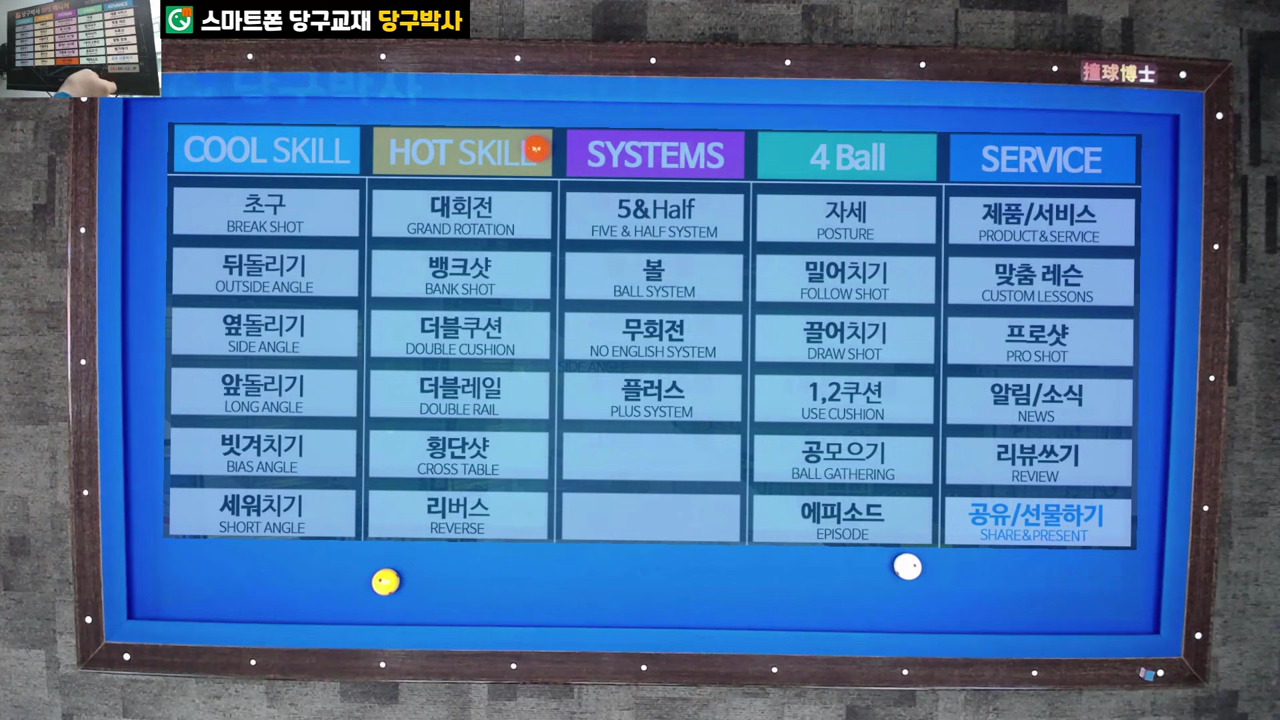 스마트폰 당구교재 당구박사
撞球博士
당구박사
COOL SKILL
HOT SKILL
SYSTEMS
4 Ball
SERVICE
초구
BREAK SHOT
대회전
GRAND ROTATION
5&Half
FIVE & HALF SYSTEM
자세
POSTURE
제품/서비스
PRODUCT & SERVICE
뒤돌리기
OUTSIDE ANGLE
뱅크샷
BANK SHOT
볼
BALL SYSTEM
밀어치기
FOLLOW SHOT
맞춤 레슨
CUSTOM LESSONS
옆돌리기
SIDE ANGLE
더블쿠션
DOUBLE CUSHION
무회전
NO ENGLISH SYSTEM
끌어치기
DRAW SHOT
프로샷
PRO SHOT
SIDE ANGLE
앞돌리기
LONG ANGLE
더블레일
DOUBLE RAIL
플러스
PLUS SYSTEM
1,2쿠션
USE CUSHION
알림/소식
NEWS
빗겨치기
BIAS ANGLE
횡단샷
CROSS TABLE
공모으기
BALL GATHERING
리뷰쓰기
REVIEW
세워치기
SHORT ANGLE
리버스
REVERSE
에피소드
EPISODE
공유/선물하기
SHARE & PRESENT